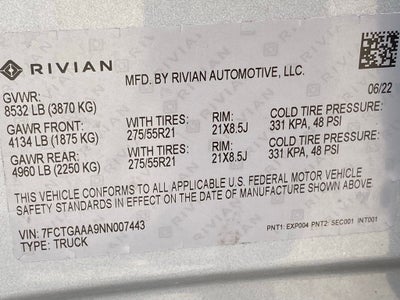 RIVIAN
MFD. BY RIVIAN AUTOMOTIVE, LLC.
GVWR:
8532 LB (3870 KG)
06/22
GAWR FRONT:
4134 LB (1875 KG)
WITH TIRES:
275/55R21
RIM:
21X8.5J
COLD TIRE PRESSURE:
331 KPA, 48 PSI
GAWR REAR:
4960 LB (2250 KG)
WITH TIRES:
275/55R21
RIM:
21X8.5J
COLD TIRE PRESSURE:
331 KPA, 48 PSI
THIS VEHICLE CONFORMS TO ALL APPLICABLE U.S. FEDERAL MOTOR VEHICLE
SAFETY STANDARDS IN EFFECT ON THE DATE OF MANUFACTURE SHOWN ABOVE.
VIN: 7FCTGAAA9NN007443
TYPE: TRUCK
PNT1: EXP004 PNT2: SEC001 INT001